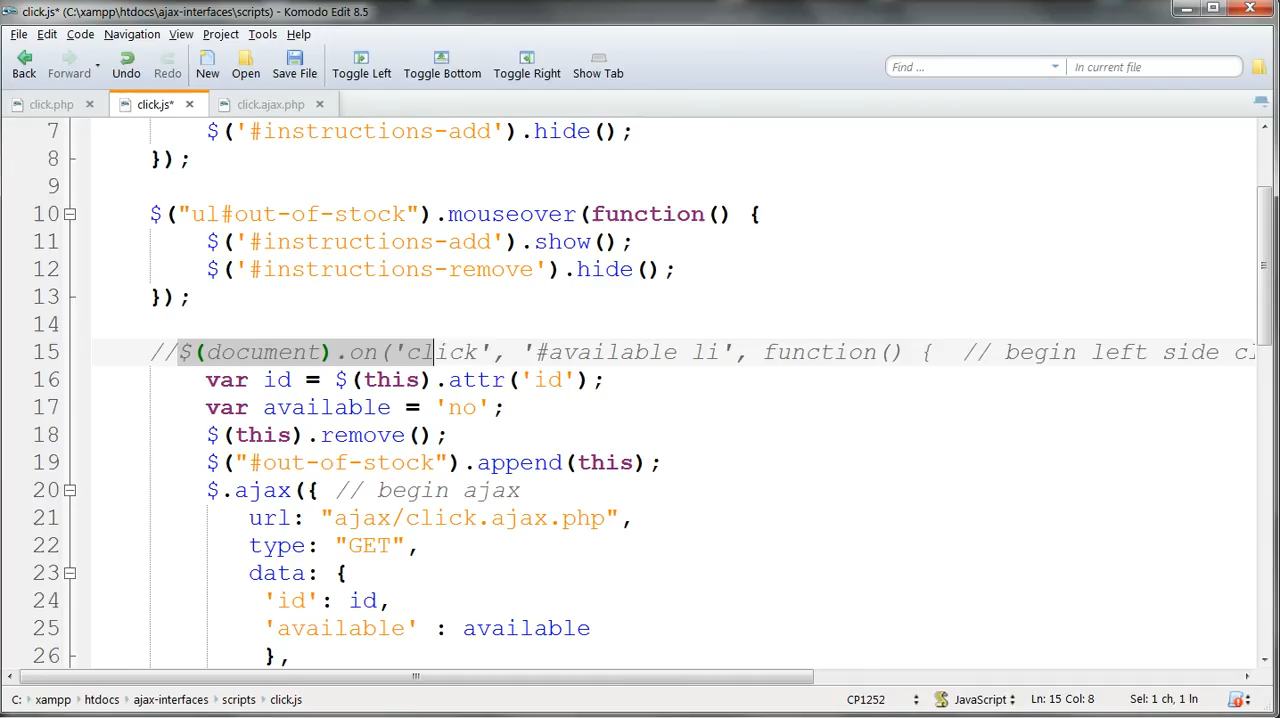 click.js* (C:\xampp\htdocs\ajax-interfaces\scripts) - Komodo Edit 8.5
File Edit Code Navigation View Project Tools Help
Back Forward Undo Redo New Open Save File Toggle Left Toggle Bottom Toggle Right Show Tab Find ... In current file
click.php click.js* click.ajax.php
7 $('#instructions-add').hide();
8 });
9
10 $("ul#out-of-stock").mouseover(function() {
11 $('#instructions-add').show();
12 $('#instructions-remove').hide();
13 });
14
15 //$(document).on('click', '#available li', function() { // begin left side c
16 var id = $(this).attr('id');
17 var available = 'no';
18 $(this).remove();
19 $("#out-of-stock").append(this);
20 $.ajax({ // begin ajax
21 url: "ajax/click.ajax.php",
22 type: "GET",
23 data: {
24 'id': id,
25 'available' : available
26 },
C: xampp htdocs ajax-interfaces scripts click.js CP1252 JavaScript Ln: 15 Col: 8 Sel: 1 ch, 1 ln